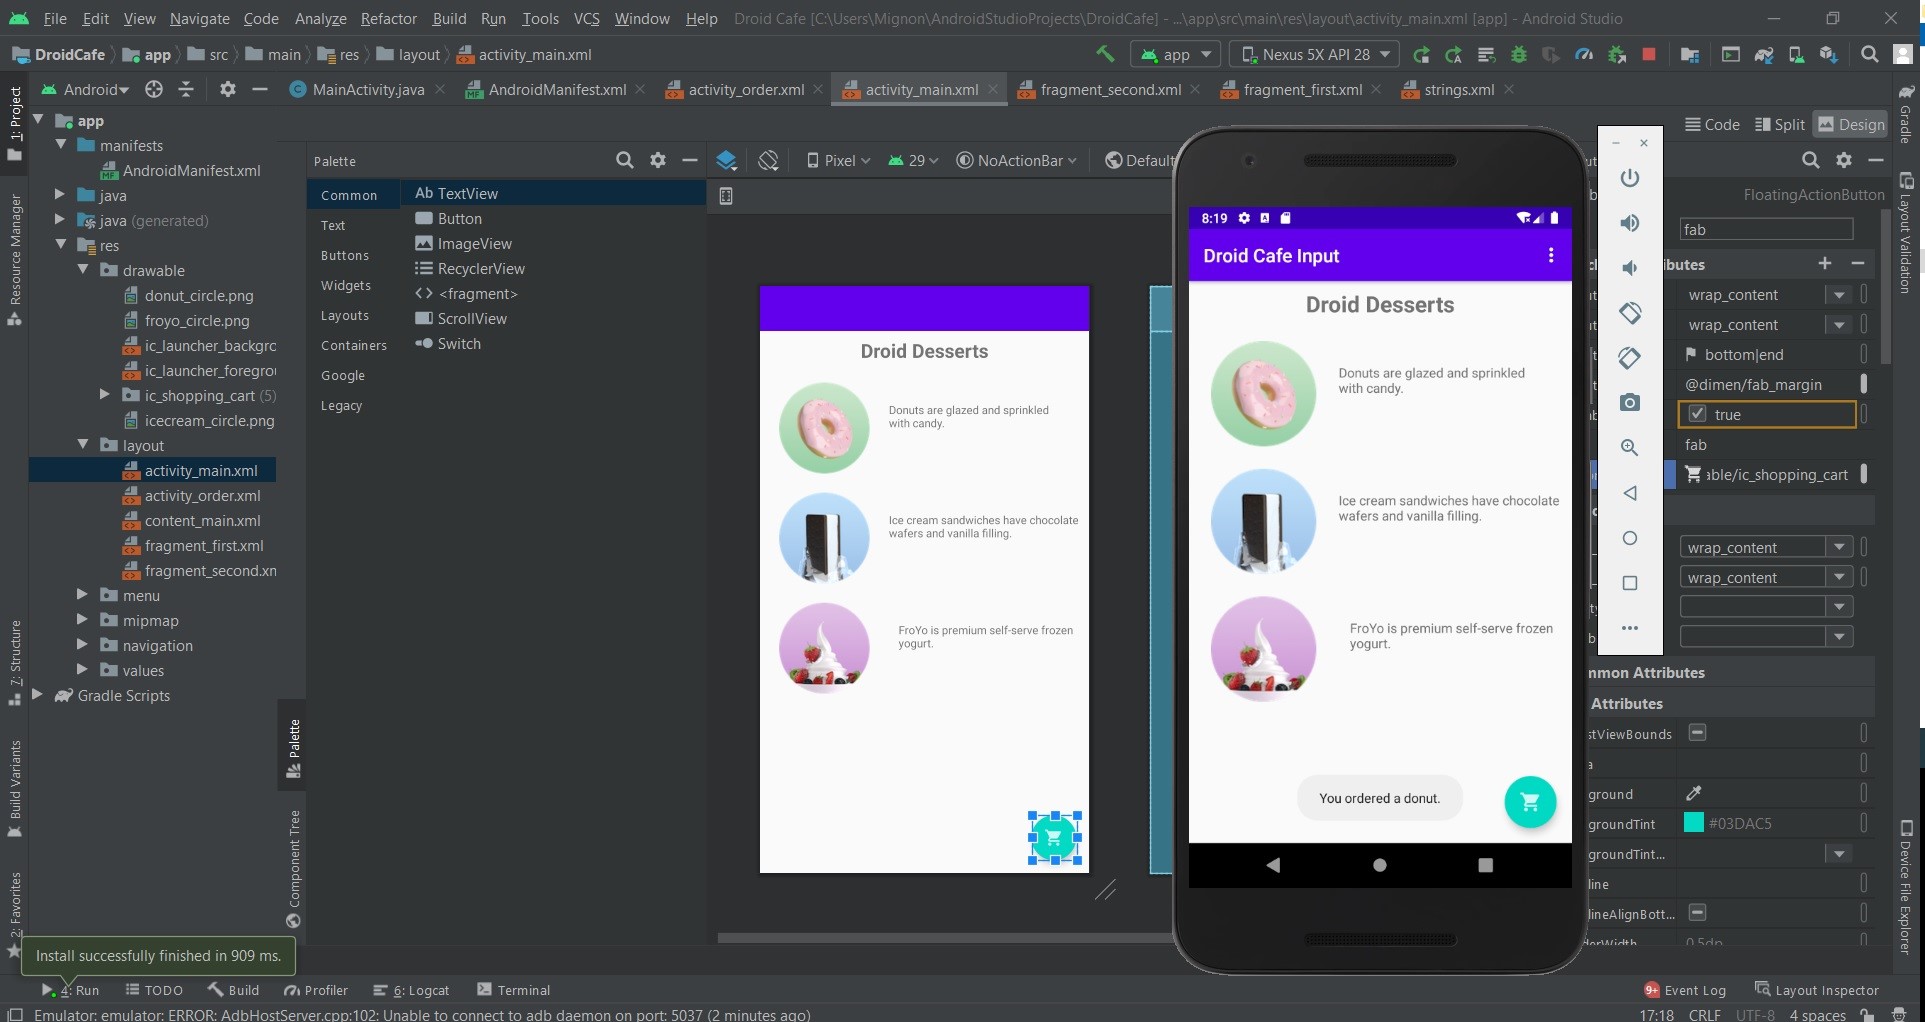 File Edit View Navigate Code Analyze Refactor Build Run Tools VCS Window Help Droid Cafe [C:\Users\Mignon\AndroidStudioProjects\DroidCafe] - ...\app\src\main\res\layout\activity_main.xml [app] - Android Studio
DroidCafe app src main res layout activity_main.xml
app Nexus 5X API 28
Android MainActivity.java AndroidManifest.xml activity_order.xml activity_main.xml fragment_second.xml fragment_first.xml strings.xml
Code Split Design
1: Project
Resource Manager
7: Structure
Build Variants
2: Favorites
app
manifests
AndroidManifest.xml
java
java (generated)
res
drawable
donut_circle.png
froyo_circle.png
ic_launcher_backgro
ic_launcher_foregrou
ic_shopping_cart (5)
icecream_circle.png
layout
activity_main.xml
activity_order.xml
content_main.xml
fragment_first.xml
fragment_second.xm
menu
mipmap
navigation
values
Gradle Scripts
Palette
Component Tree
Palette
Common
Text
Buttons
Widgets
Layouts
Containers
Google
Legacy
Ab TextView
Button
ImageView
RecyclerView
<fragment>
ScrollView
Switch
Pixel 29 NoActionBar Default
Droid Desserts
Donuts are glazed and sprinkled
with candy.
Ice cream sandwiches have chocolate
wafers and vanilla filling.
FroYo is premium self-serve frozen
yogurt.
8:19
Droid Cafe Input
Droid Desserts
Donuts are glazed and sprinkled
with candy.
Ice cream sandwiches have chocolate
wafers and vanilla filling.
FroYo is premium self-serve frozen
yogurt.
You ordered a donut.
FloatingActionButton
fab
ibutes
wrap_content
wrap_content
bottom|end
@dimen/fab_margin
true
fab
able/ic_shopping_cart
wrap_content
wrap_content
mmon Attributes
Attributes
stViewBounds
a
ground
groundTint #03DAC5
groundTint...
line
lineAlignBott...
derWidth 0.5dp
Gradle
Layout Validation
Device File Explorer
Install successfully finished in 909 ms.
4: Run TODO Build Profiler 6: Logcat Terminal 9+ Event Log Layout Inspector
Emulator: emulator: ERROR: AdbHostServer.cpp:102: Unable to connect to adb daemon on port: 5037 (2 minutes ago) 17:18 CRLF UTF-8 4 spaces